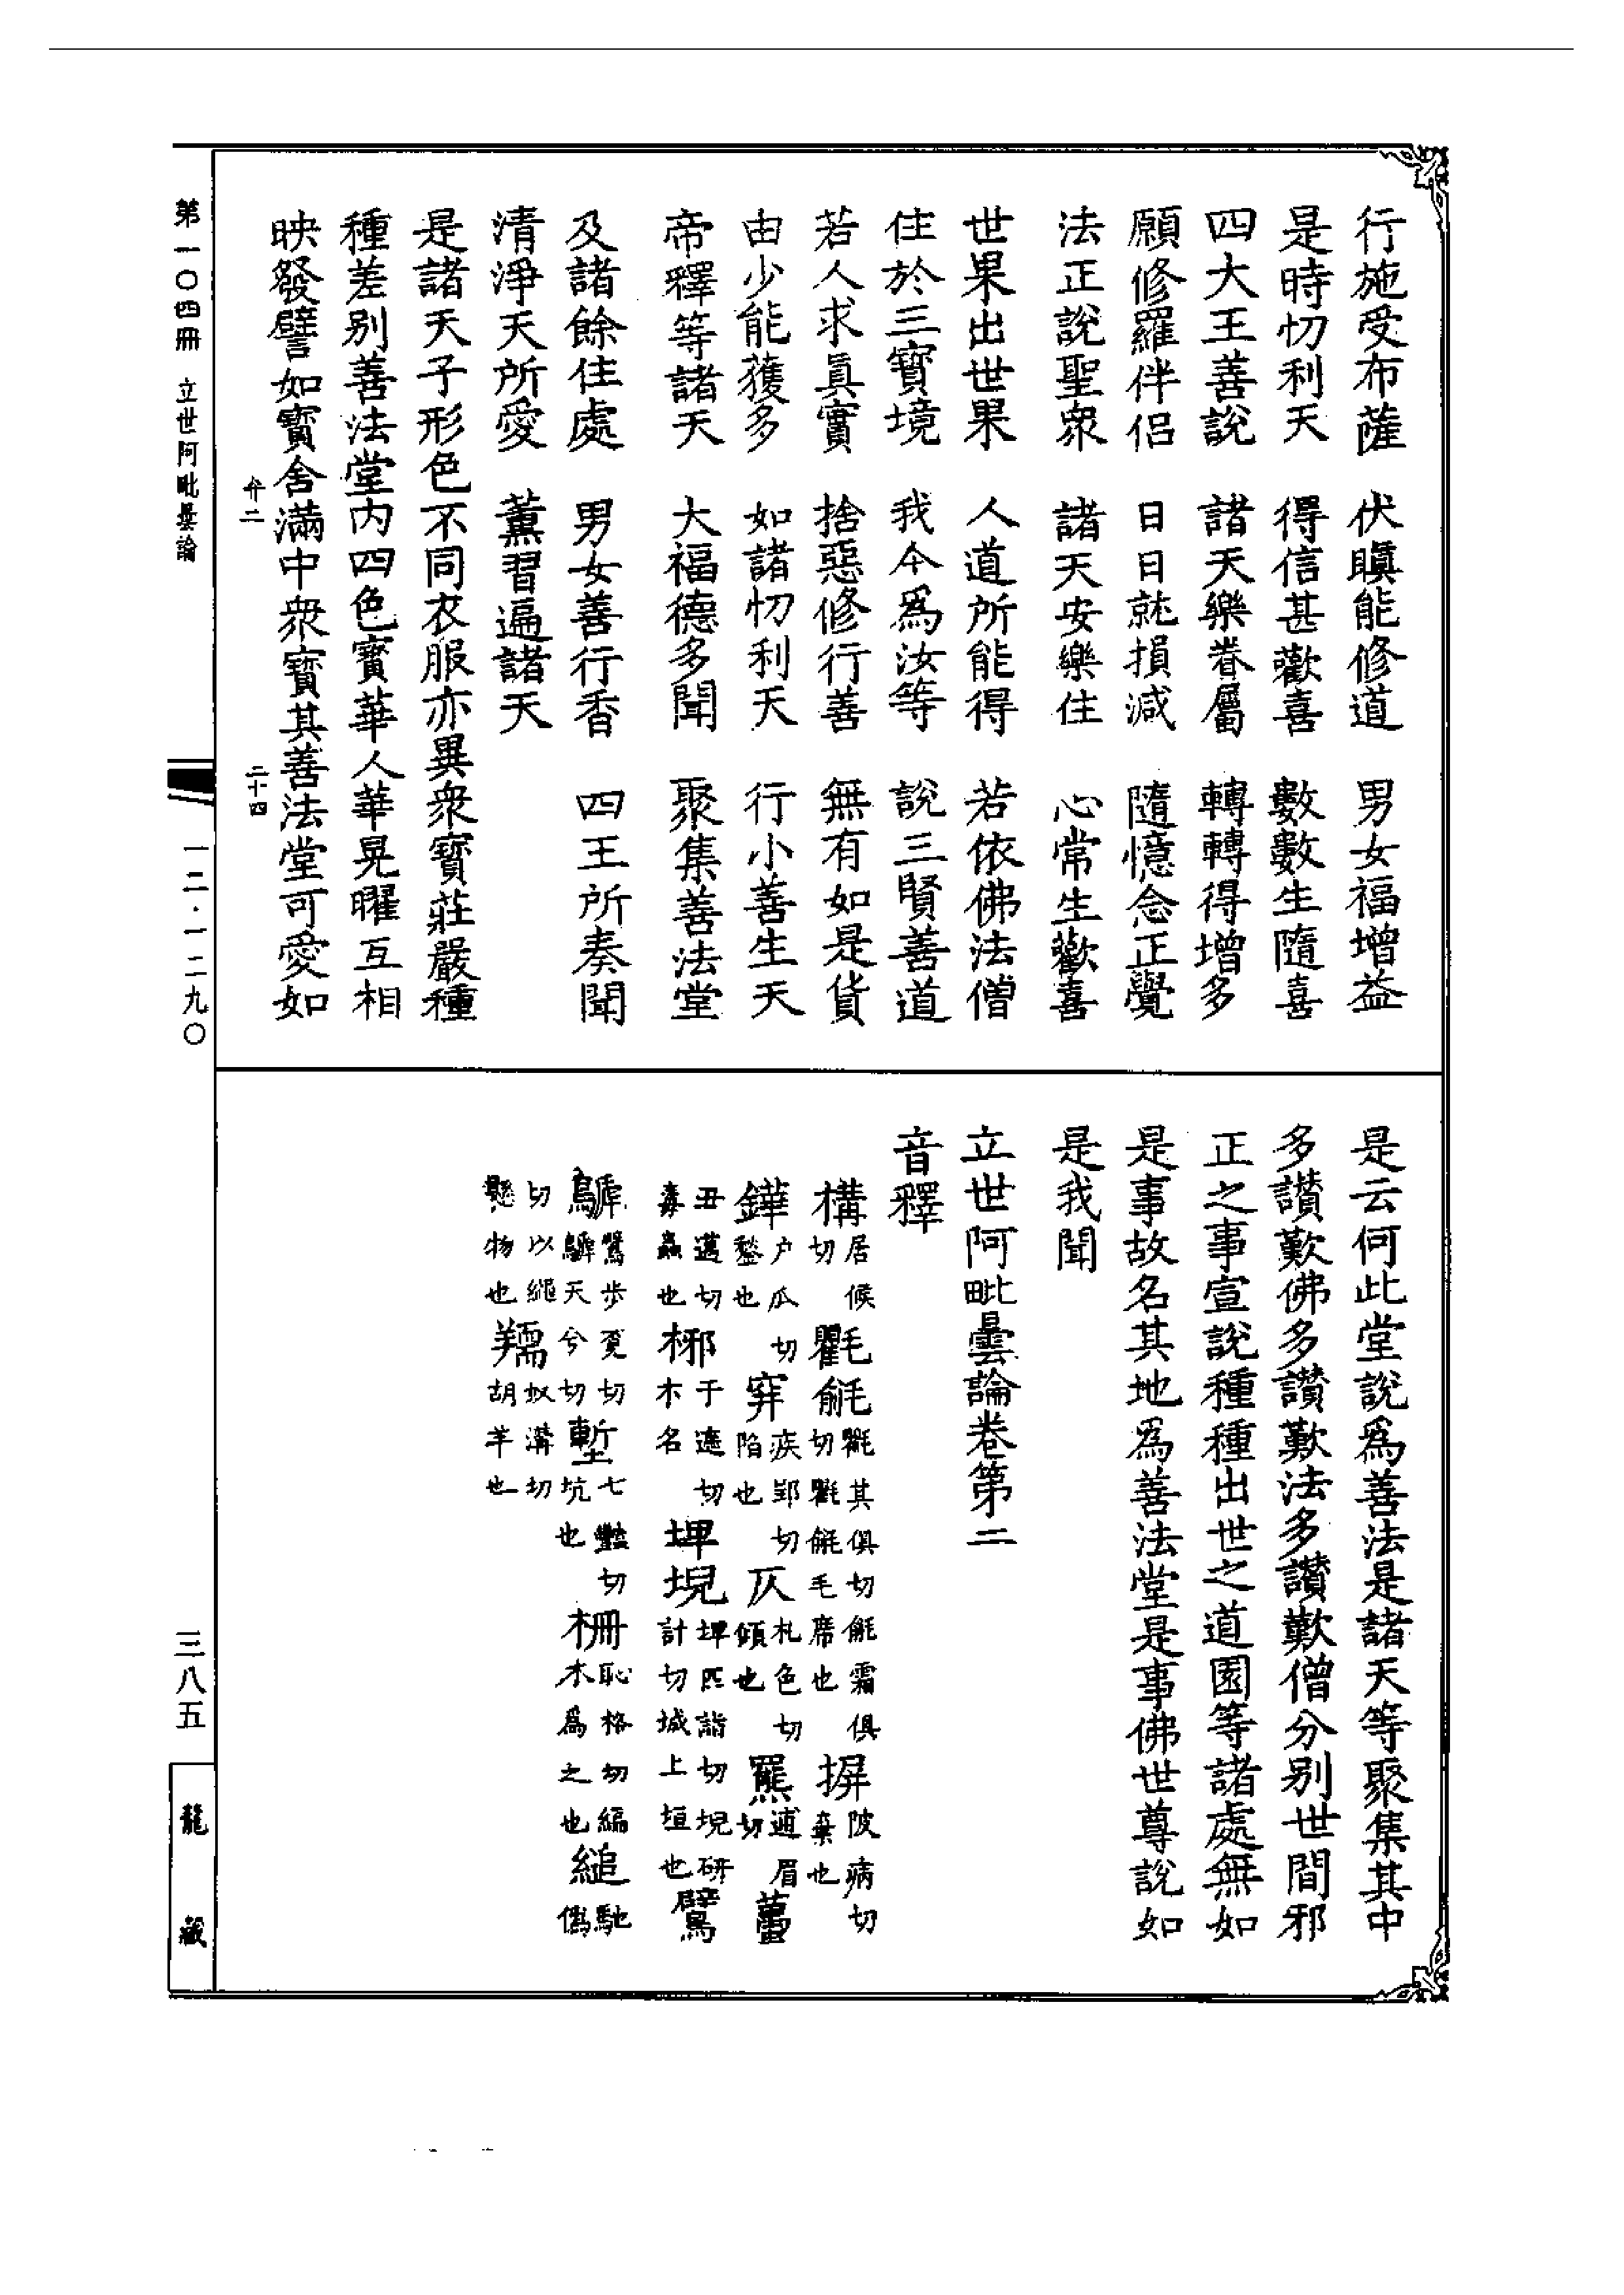 行施受布薩　伏瞋能修道　男女福增益
是時忉利天　得信甚歡喜　數數生隨喜
四大王善說　諸天樂眷屬　轉轉得增多
願修羅伴侶　日日就損減　隨憶念正覺
法正說聖衆　諸天安樂住　心常生歡喜
世果出世果　人道所能得　若依佛法僧
住於三寶境　我今爲汝等　說三賢善道
若人求眞實　捨惡修行善　無有如是貨
由少能獲多　如諸忉利天　行小善生天
帝釋等諸天　大福德多聞　聚集善法堂
及諸餘住處　男女善行香　四王所奏聞
清淨天所愛　薰習遍諸天
是諸天子形色不同衣服亦異衆寶莊嚴種
種差別善法堂內四色寶華人華晃曜互相
映發譬如寶舍滿中衆寶其善法堂可愛如
弁二　二十四
是云何此堂說爲善法是諸天等聚集其中
多讚歎佛多讚歎法多讚歎僧分別世間邪
正之事宣說種種出世之道園等諸處無如
是事故名其地爲善法堂是事佛世尊說如
是我聞
立世阿毗曇論卷第二
音釋
構居候切 氍毹氍其俱切毹霜俱切氍毹毛席也 摒陂病切棄也
鏵戶瓜切鍫也 穽疾郢切陷也 仄札色切傾也 羆逋眉切 蠆
丑邁切毒蟲也 梛于遮切木名 埤堄埤匹詣切堄研計切城上垣也 鷿
鷈鷿步覓切鷈天兮切 塹七豔切坑也 柵恥格切編木爲之也 縋馳僞
切以繩懸物也 羺奴溝切胡羊也
第一〇四冊　立世阿毗曇論
一二·一二九〇
三八五
龍藏